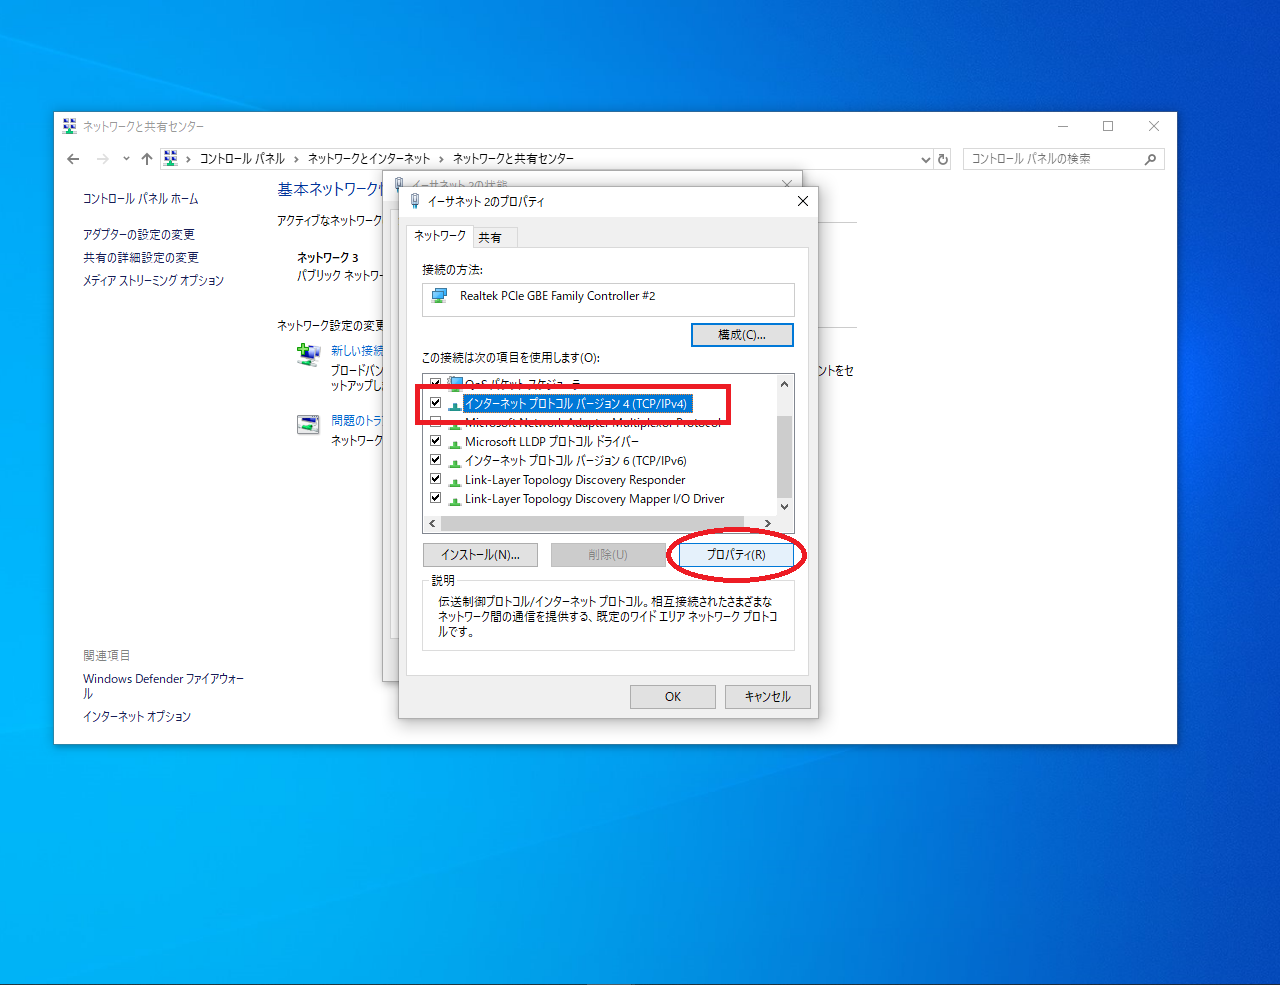 ネットワークと共有センター
コントロール パネル › ネットワークとインターネット › ネットワークと共有センター
コントロール パネルの検索
コントロール パネル ホーム
アダプターの設定の変更
共有の詳細設定の変更
メディア ストリーミング オプション
基本ネットワーク
アクティブなネットワーク
ネットワーク 3
パブリック ネットワー
ネットワーク設定の変更
新しい接続
ブロードバン
ットアップし
ントをセ
問題のトラ
ネットワーク
関連項目
Windows Defender ファイアウォー
ル
インターネット オプション
イーサネット 2の状態
イーサネット 2のプロパティ
ネットワーク
共有
接続の方法:
Realtek PCIe GBE Family Controller #2
構成(C)...
この接続は次の項目を使用します(O):
QoS パケット スケジューラ
インターネット プロトコル バージョン 4 (TCP/IPv4)
Microsoft Network Adapter Multiplexor Protocol
Microsoft LLDP プロトコル ドライバー
インターネット プロトコル バージョン 6 (TCP/IPv6)
Link-Layer Topology Discovery Responder
Link-Layer Topology Discovery Mapper I/O Driver
インストール(N)...
削除(U)
プロパティ(R)
説明
伝送制御プロトコル/インターネット プロトコル。相互接続されたさまざまな
ネットワーク間の通信を提供する、既定のワイド エリア ネットワーク プロトコ
ルです。
OK
キャンセル